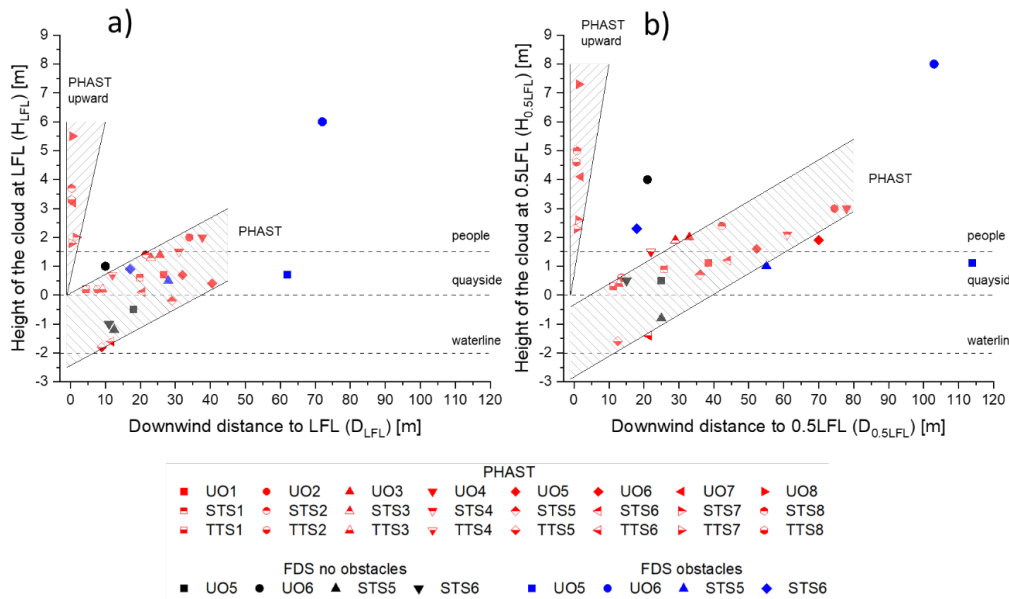 a)
b)
PHAST
upward
PHAST
people
quayside
waterline
Height of the cloud at LFL (H_LFL) [m]
9
8
7
6
5
4
3
2
1
0
-1
-2
-3
0 10 20 30 40 50 60 70 80 90 100 110 120
Downwind distance to LFL (D_LFL) [m]
PHAST
upward
PHAST
people
quayside
waterline
Height of the cloud at 0.5LFL (H_0.5LFL) [m]
9
8
7
6
5
4
3
2
1
0
-1
-2
-3
0 10 20 30 40 50 60 70 80 90 100 110 120
Downwind distance to 0.5LFL (D_0.5LFL) [m]
PHAST
UO1 UO2 UO3 UO4 UO5 UO6 UO7 UO8
STS1 STS2 STS3 STS4 STS5 STS6 STS7 STS8
TTS1 TTS2 TTS3 TTS4 TTS5 TTS6 TTS7 TTS8
FDS no obstacles FDS obstacles
UO5 UO6 STS5 STS6 UO5 UO6 STS5 STS6